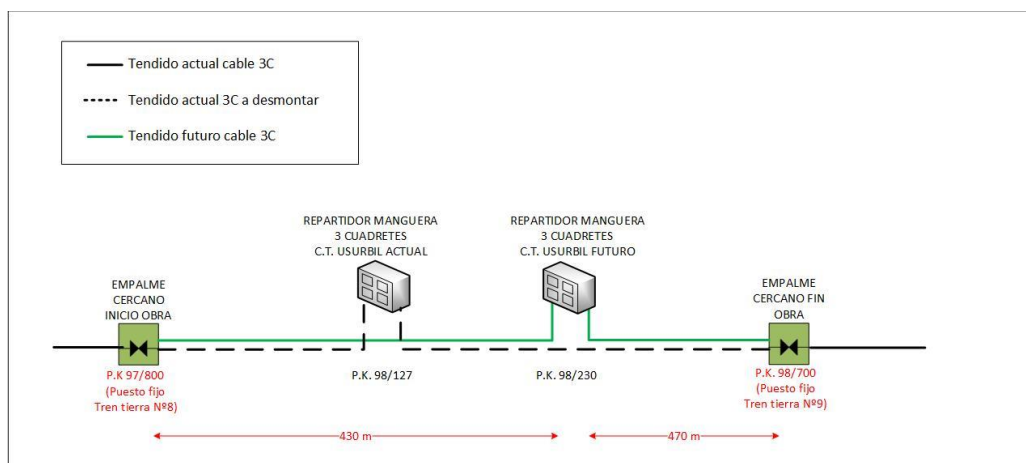 Tendido actual cable 3C
Tendido actual 3C a desmontar
Tendido futuro cable 3C
REPARTIDOR MANGUERA
3 CUADRETES
C.T. USURBIL ACTUAL
REPARTIDOR MANGUERA
3 CUADRETES
C.T. USURBIL FUTURO
EMPALME
CERCANO
INICIO OBRA
EMPALME
CERCANO FIN
OBRA
P.K 97/800
(Puesto fijo
Tren tierra Nº8)
P.K. 98/127
P.K. 98/230
P.K. 98/700
(Puesto fijo
Tren tierra Nº9)
430 m
470 m